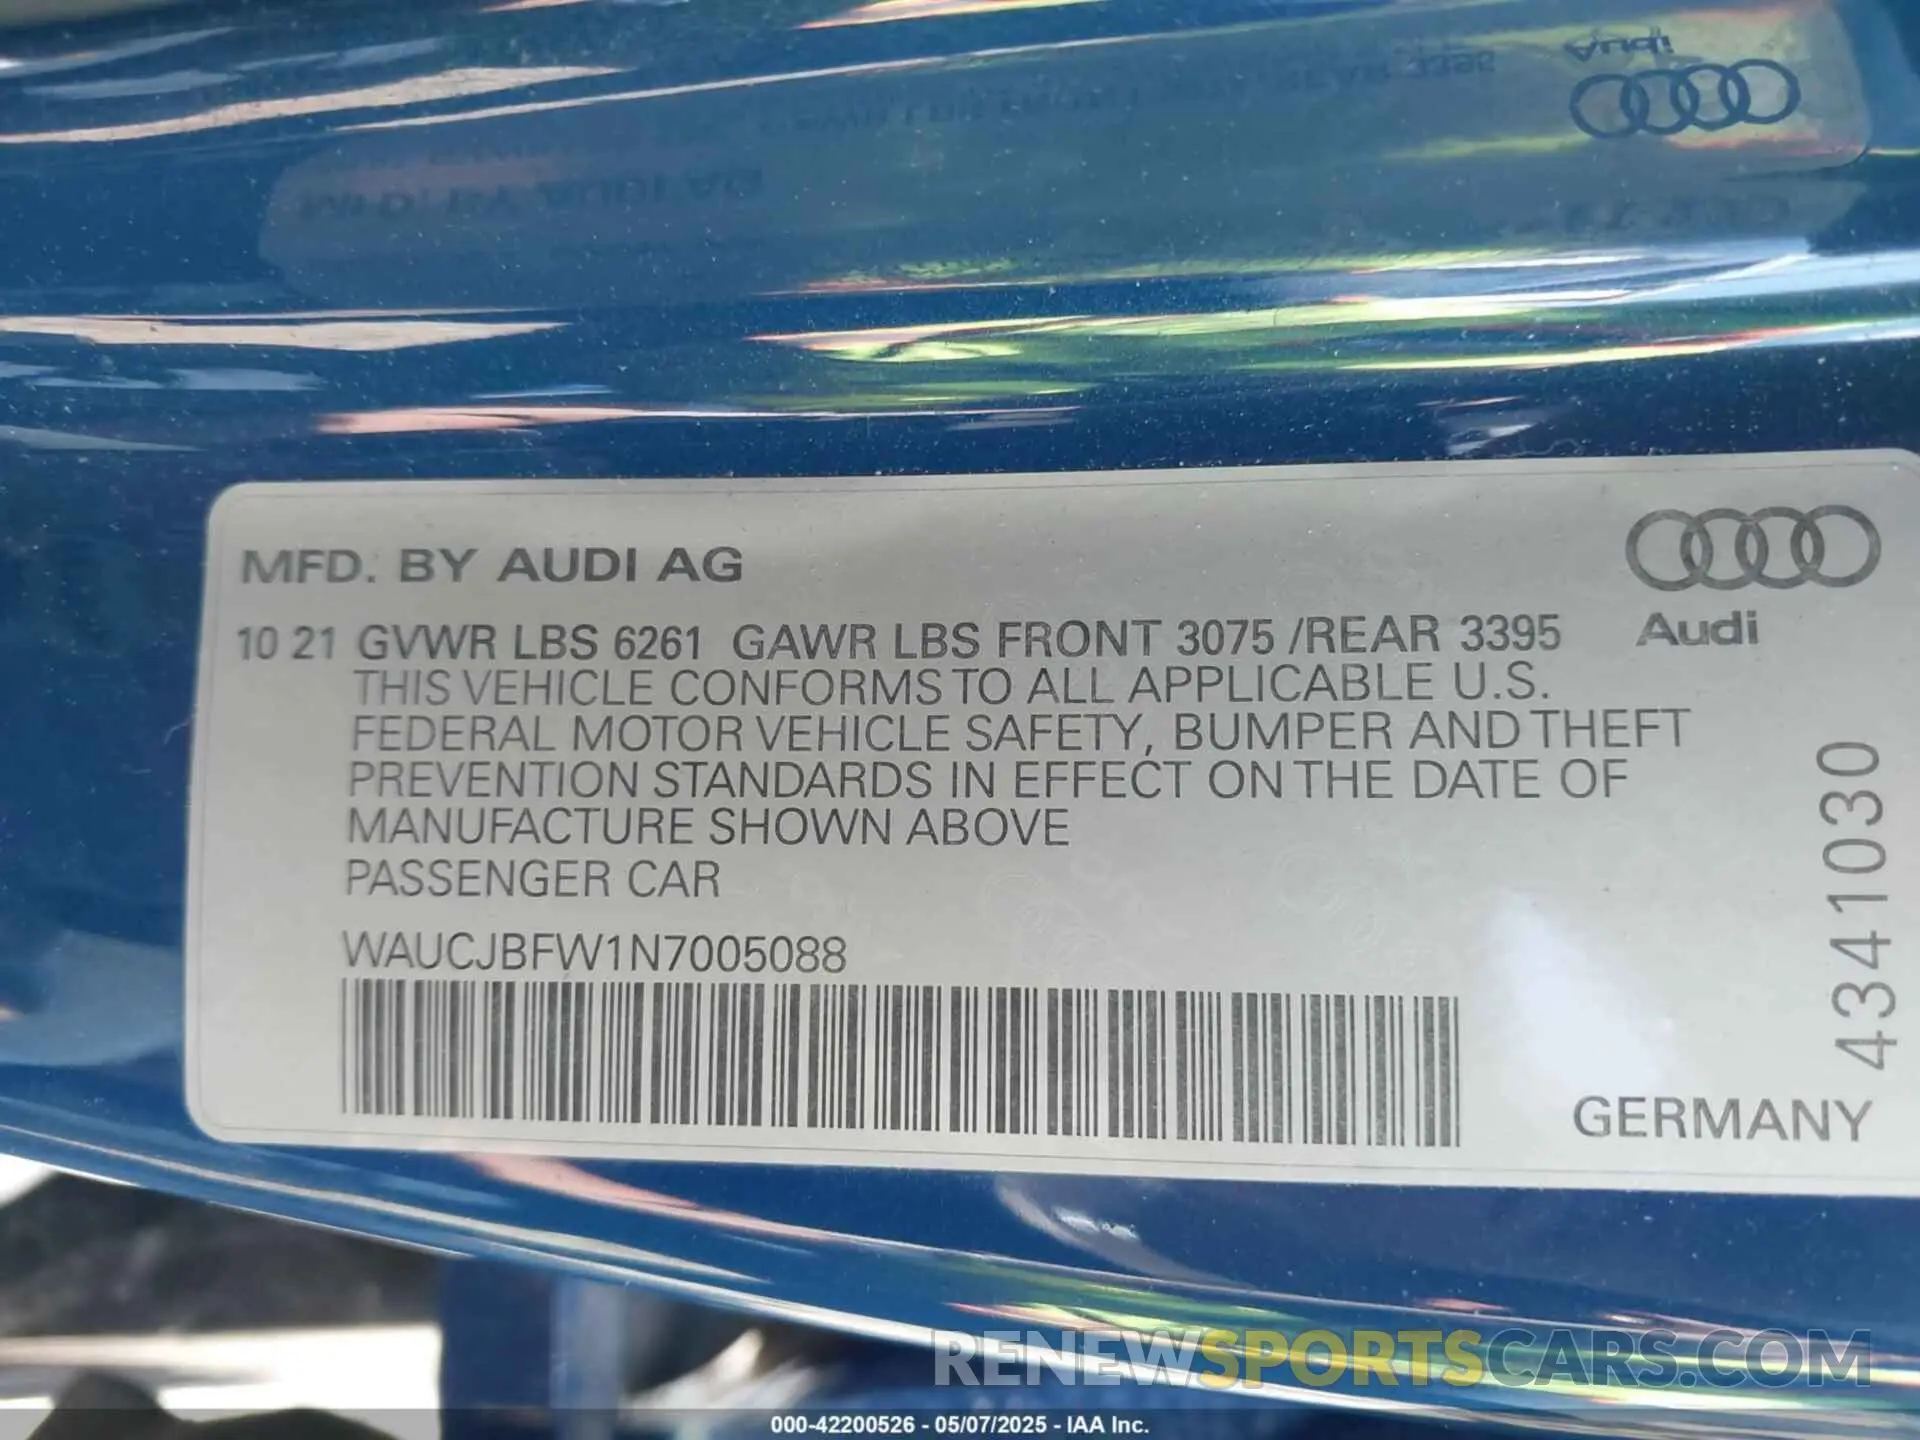 MFD. BY AUDI AG
10 21 GVWR LBS 6261 GAWR LBS FRONT 3075 /REAR 3395
Audi
THIS VEHICLE CONFORMS TO ALL APPLICABLE U.S.
FEDERAL MOTOR VEHICLE SAFETY, BUMPER AND THEFT
PREVENTION STANDARDS IN EFFECT ON THE DATE OF
MANUFACTURE SHOWN ABOVE
PASSENGER CAR
WAUCJBFW1N7005088
4341030
GERMANY
RENEWSPORTSCARS.COM
000-42200526 - 05/07/2025 - IAA Inc.